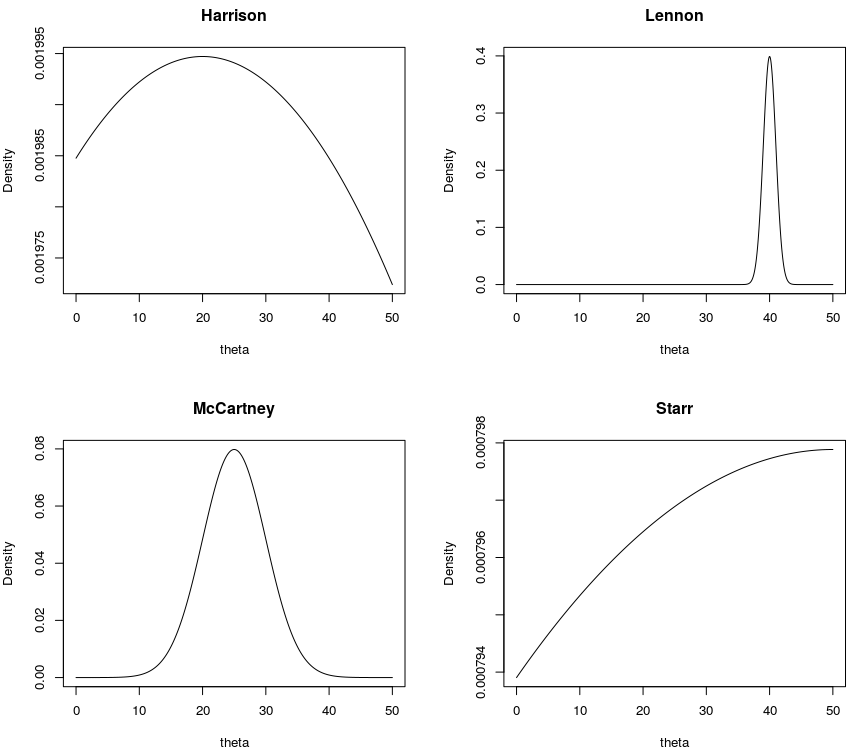 Harrison
Density
0.001995
0.001985
0.001975
0 10 20 30 40 50
theta
Lennon
Density
0.4
0.3
0.2
0.1
0.0
0 10 20 30 40 50
theta
McCartney
Density
0.08
0.06
0.04
0.02
0.00
0 10 20 30 40 50
theta
Starr
Density
0.000798
0.000796
0.000794
0 10 20 30 40 50
theta